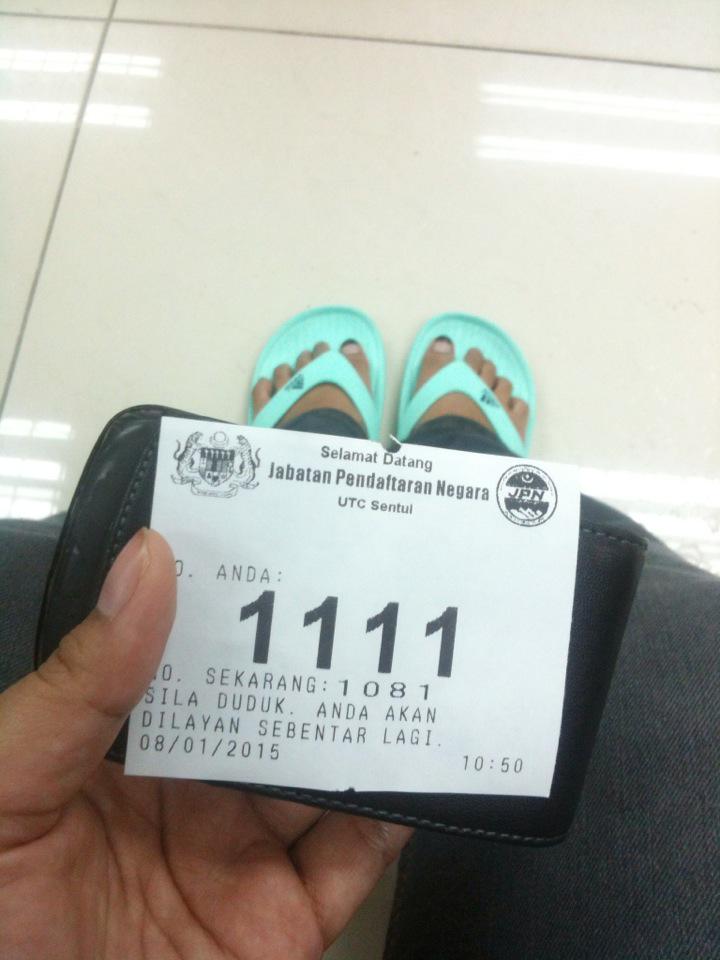 Selamat Datang
Jabatan Pendaftaran Negara
UTC Sentul
JPN
O. ANDA:
1111
O. SEKARANG: 1081
SILA DUDUK. ANDA AKAN
DILAYAN SEBENTAR LAGI.
08/01/2015 10:50